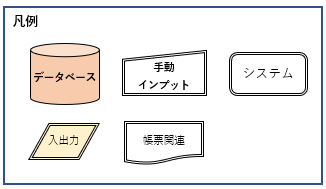 凡例
データベース
手動
インプット
システム
入出力
帳票関連